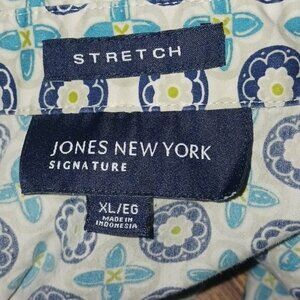 STRETCH
JONES NEW YORK
SIGNATURE
XL/EG
MADE IN
INDONESIA